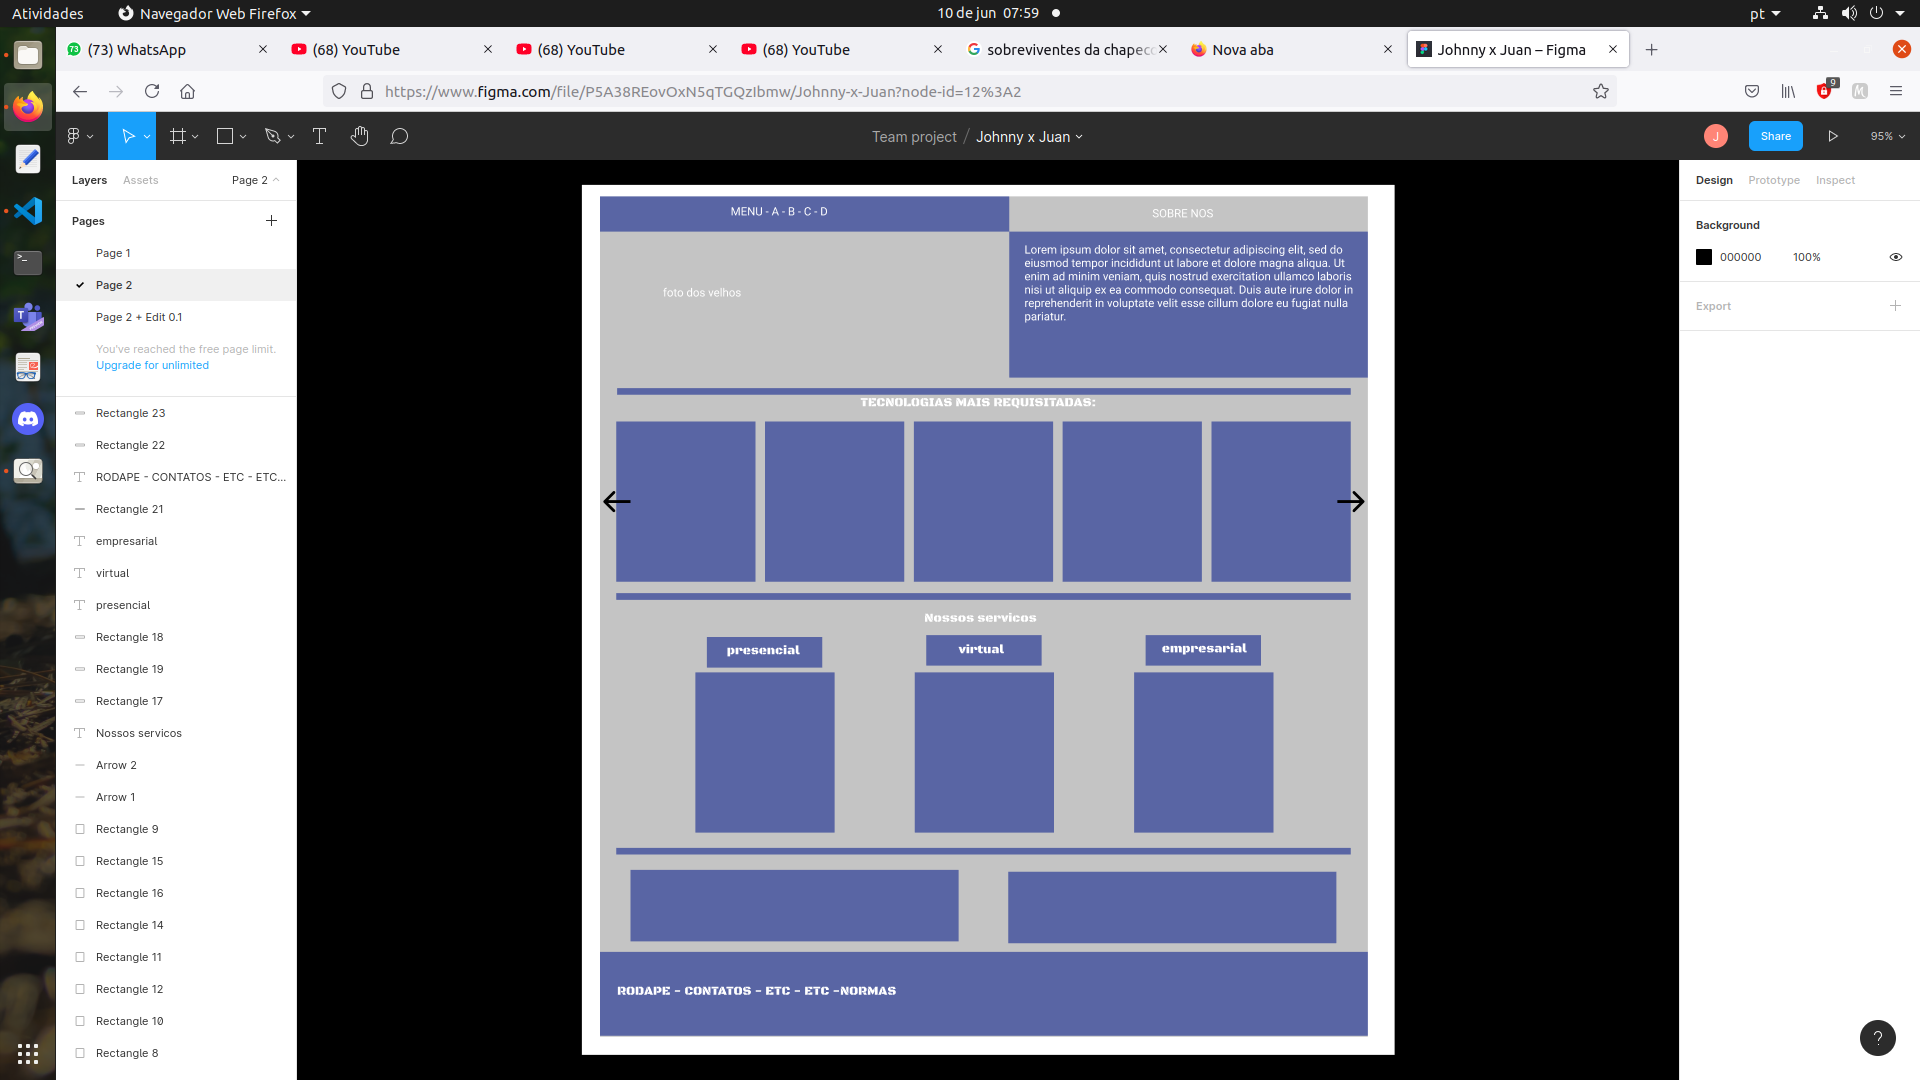 Atividades
Navegador Web Firefox
10 de jun 07:59
pt
(73) WhatsApp
(68) YouTube
(68) YouTube
(68) YouTube
sobreviventes da chapec
Nova aba
Johnny x Juan – Figma
https://www.figma.com/file/P5A38REovOxN5qTGQzIbmw/Johnny-x-Juan?node-id=12%3A2
9
Team project / Johnny x Juan
J
Share
95%
Layers
Assets
Page 2
Pages
Page 1
Page 2
Page 2 + Edit 0.1
You've reached the free page limit.
Upgrade for unlimited
Rectangle 23
Rectangle 22
RODAPE - CONTATOS - ETC - ETC...
Rectangle 21
empresarial
virtual
presencial
Rectangle 18
Rectangle 19
Rectangle 17
Nossos servicos
Arrow 2
Arrow 1
Rectangle 9
Rectangle 15
Rectangle 16
Rectangle 14
Rectangle 11
Rectangle 12
Rectangle 10
Rectangle 8
MENU - A - B - C - D
SOBRE NOS
foto dos velhos
Lorem ipsum dolor sit amet, consectetur adipiscing elit, sed do
eiusmod tempor incididunt ut labore et dolore magna aliqua. Ut
enim ad minim veniam, quis nostrud exercitation ullamco laboris
nisi ut aliquip ex ea commodo consequat. Duis aute irure dolor in
reprehenderit in voluptate velit esse cillum dolore eu fugiat nulla
pariatur.
TECNOLOGIAS MAIS REQUISITADAS:
Nossos servicos
presencial
virtual
empresarial
RODAPE - CONTATOS - ETC - ETC -NORMAS
Design
Prototype
Inspect
Background
000000
100%
Export
?